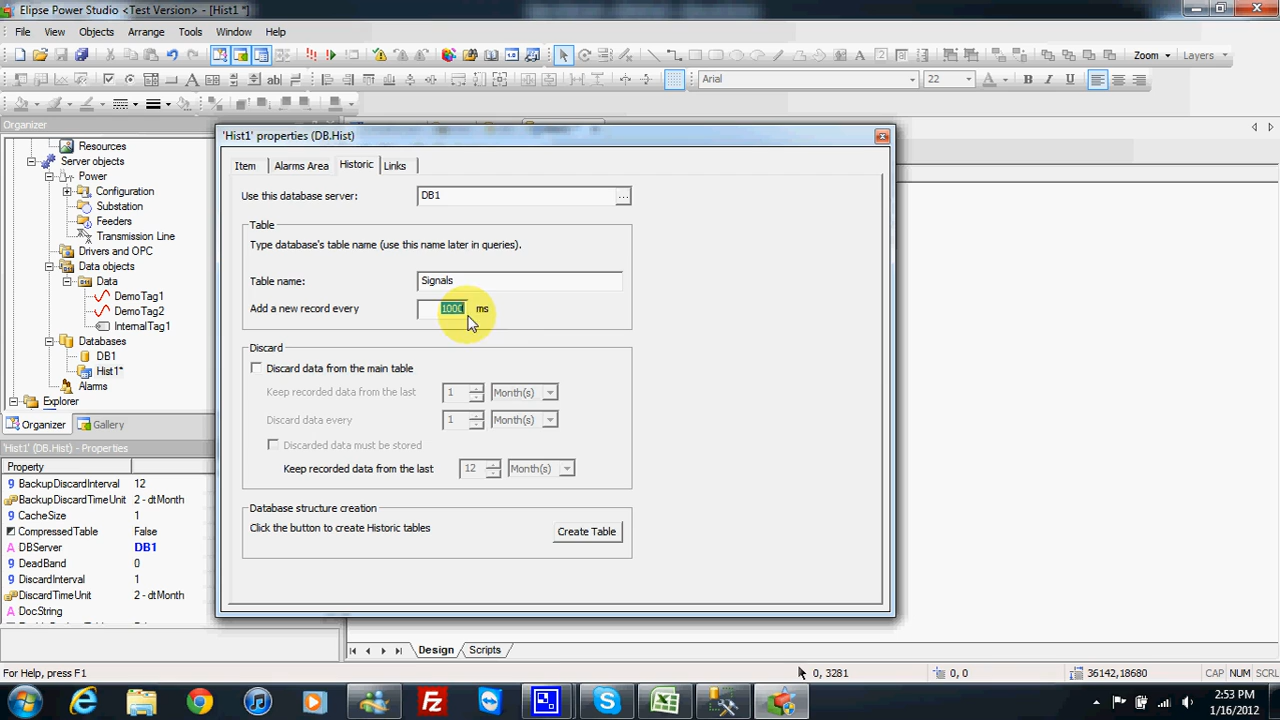 Elipse Power Studio <Test Version> - [Hist1 *]
File View Objects Arrange Tools Window Help
Zoom Layers
Arial 22 A B I U
Organizer
Resources
Server objects
Power
Configuration
Substation
Feeders
Transmission Line
Drivers and OPC
Data objects
Data
DemoTag1
DemoTag2
InternalTag1
Databases
DB1
Hist1*
Alarms
Explorer
Organizer Gallery
'Hist1' (DB.Hist) - Properties
Property
BackupDiscardInterval 12
BackupDiscardTimeUnit 2 - dtMonth
CacheSize 1
CompressedTable False
DBServer DB1
DeadBand 0
DiscardInterval 1
DiscardTimeUnit 2 - dtMonth
DocString
'Hist1' properties (DB.Hist)
Item Alarms Area Historic Links
Use this database server: DB1 ...
Table
Type database's table name (use this name later in queries).
Table name: Signals
Add a new record every 1000 ms
Discard
Discard data from the main table
Keep recorded data from the last 1 Month(s)
Discard data every 1 Month(s)
Discarded data must be stored
Keep recorded data from the last 12 Month(s)
Database structure creation
Click the button to create Historic tables
Create Table
Design Scripts
For Help, press F1
0, 3281 0, 0 36142,18680 CAP NUM SCRL
2:53 PM
1/16/2012